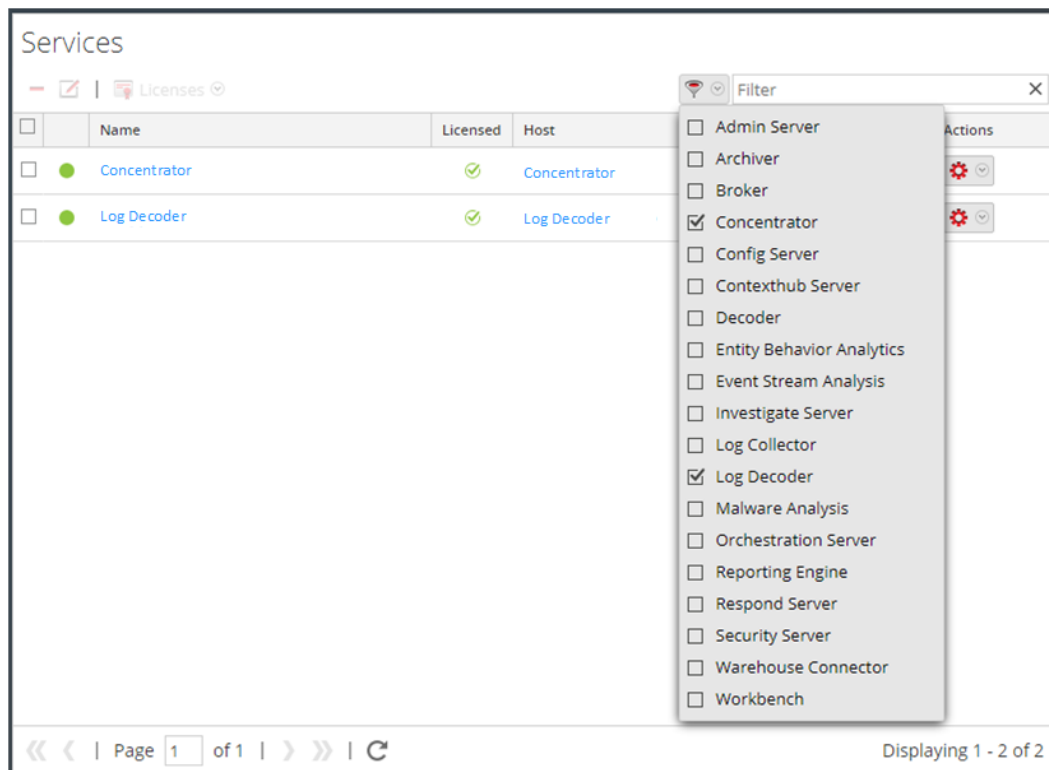 Services
Licenses
Filter
Name Licensed Host Actions
Concentrator Concentrator
Log Decoder Log Decoder
Admin Server
Archiver
Broker
Concentrator
Config Server
Contexthub Server
Decoder
Entity Behavior Analytics
Event Stream Analysis
Investigate Server
Log Collector
Log Decoder
Malware Analysis
Orchestration Server
Reporting Engine
Respond Server
Security Server
Warehouse Connector
Workbench
Page 1 of 1 Displaying 1 - 2 of 2